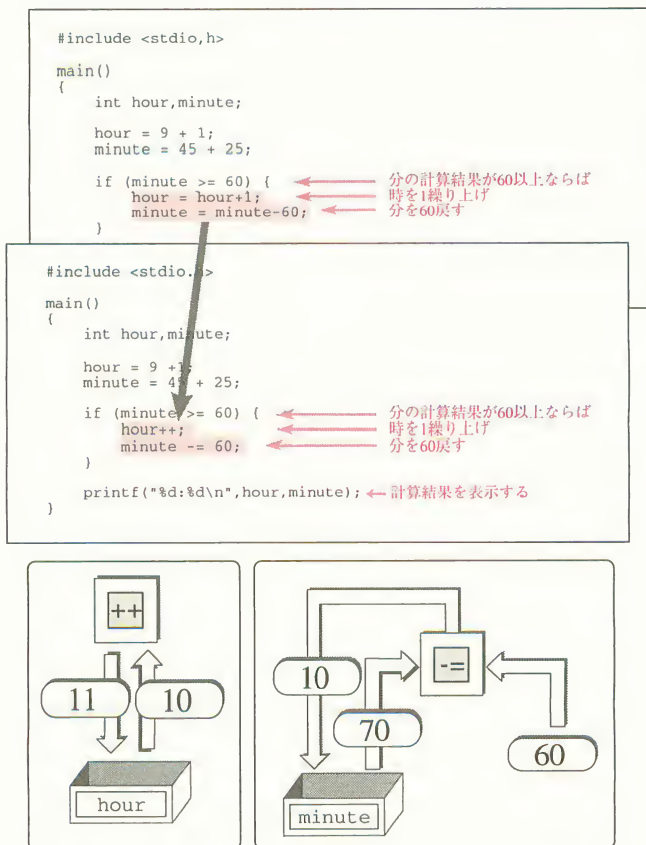 #include <stdio,h>
main()
{
int hour,minute;
hour = 9 + 1;
minute = 45 + 25;
if (minute >= 60) { 分の計算結果が60以上ならば
hour = hour+1; 時を1繰り上げ
minute = minute-60; 分を60戻す
}
#include <stdio.h>
main()
{
int hour,minute;
hour = 9 +1;
minute = 45 + 25;
if (minute >= 60) { 分の計算結果が60以上ならば
hour++; 時を1繰り上げ
minute -= 60; 分を60戻す
}
printf("%d:%d\n",hour,minute); 計算結果を表示する
}
++
11 10
hour
-=
10
70
60
minute